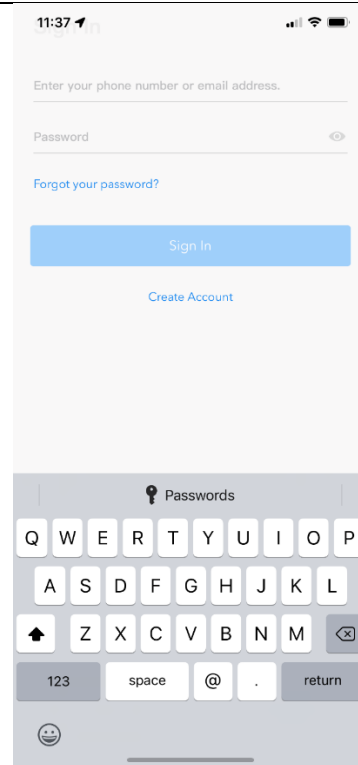 11:37
Sign In
Enter your phone number or email address.
Password
Forgot your password?
Sign In
Create Account
Passwords
Q W E R T Y U I O P
A S D F G H J K L
Z X C V B N M
123 space @ . return